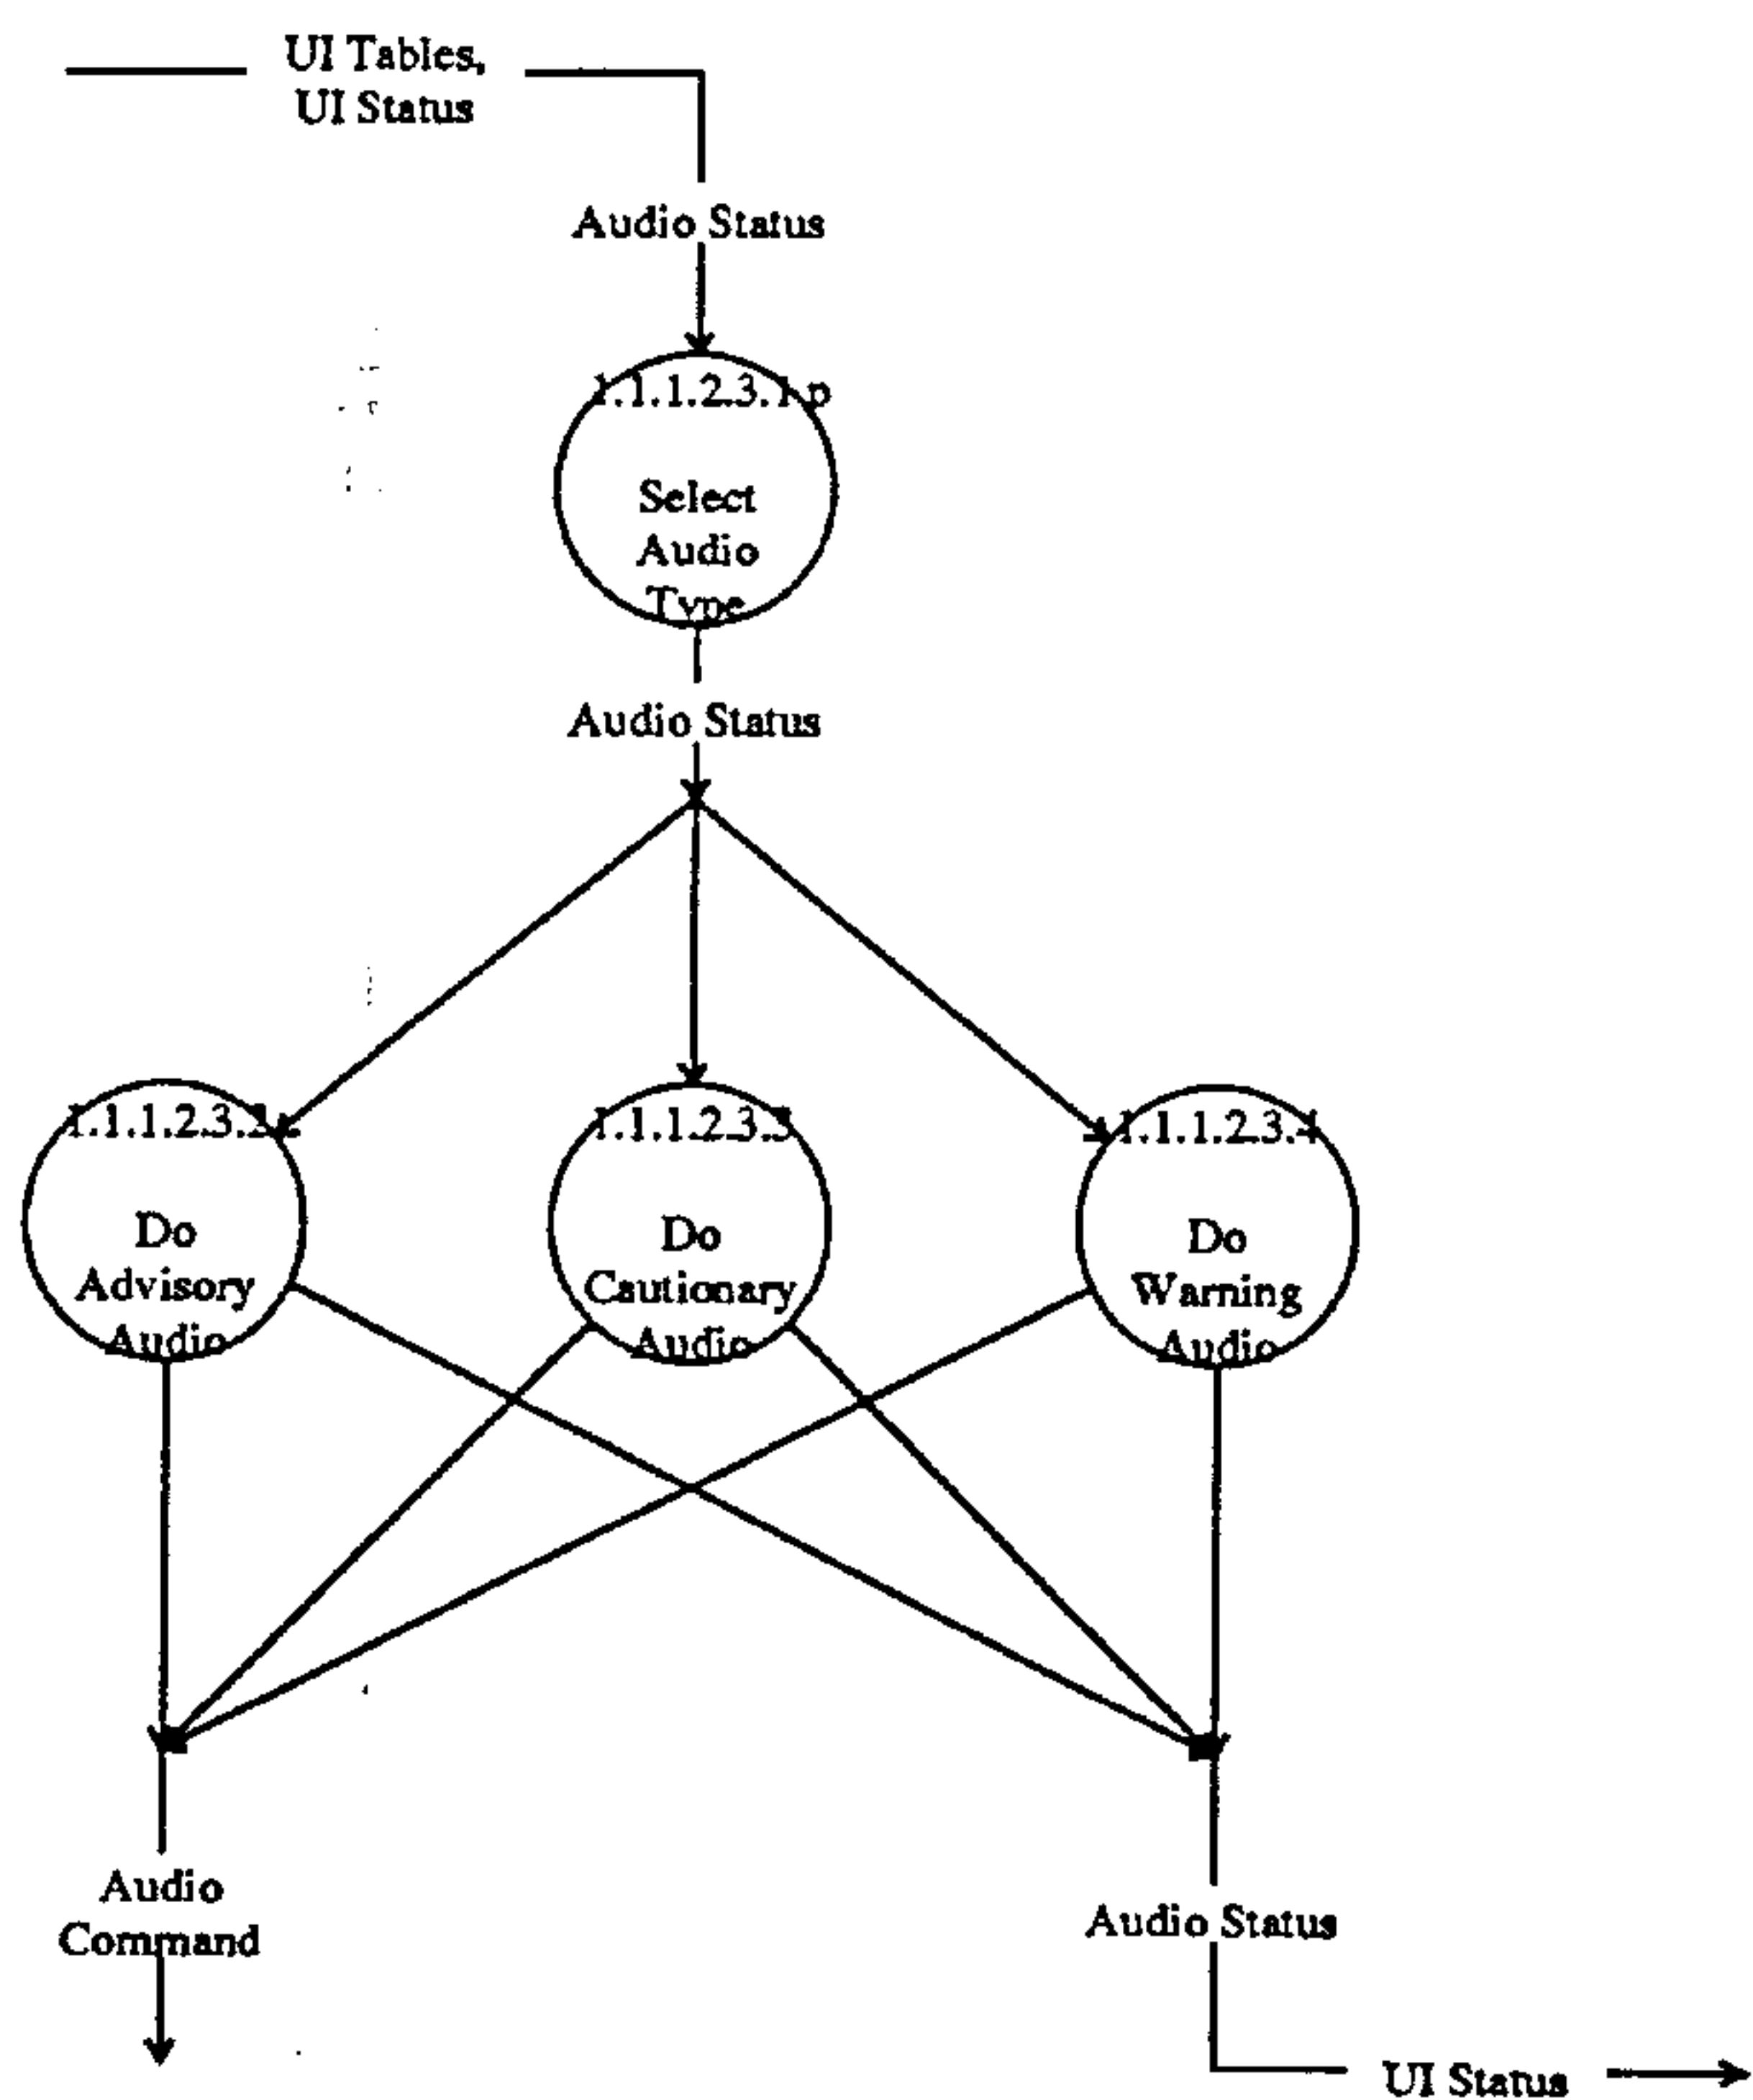 UI Tables,
UI Status
Audio Status
1.1.1.2.3.1.p
Select
Audio
Type
Audio Status
1.1.1.2.3.2
Do
Advisory
Audio
1.1.1.2.3.3
Do
Cautionary
Audio
1.1.1.2.3.4
Do
Warning
Audio
Audio
Command
Audio Status
UI Status